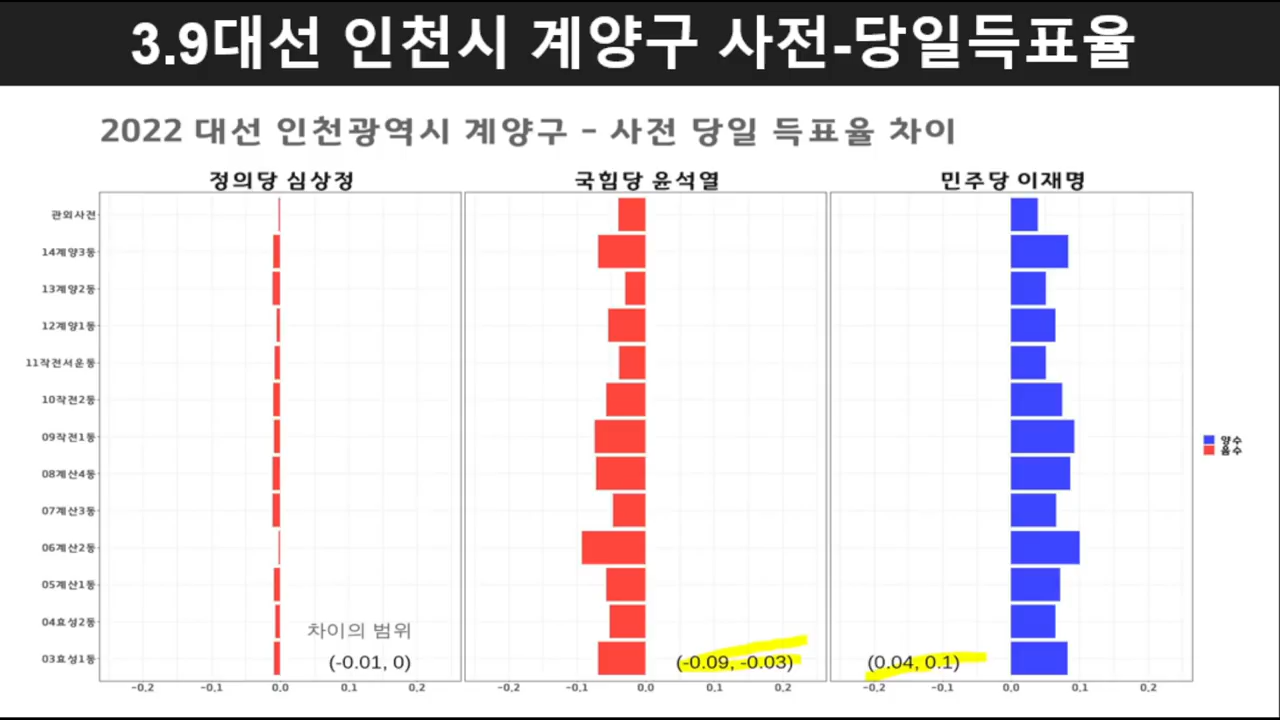 3.9대선 인천시 계양구 사전-당일득표율
2022 대선 인천광역시 계양구 - 사전 당일 득표율 차이
정의당 심상정
국힘당 윤석열
민주당 이재명
관외사전
14계양3동
13계양2동
12계양1동
11작전서운동
10작전2동
09작전1동
08계산4동
07계산3동
06계산2동
05계산1동
04효성2동
03효성1동
차이의 범위
(-0.01, 0)
(-0.09, -0.03)
(0.04, 0.1)
-0.2 -0.1 0.0 0.1 0.2
-0.2 -0.1 0.0 0.1 0.2
-0.2 -0.1 0.0 0.1 0.2
양수
음수